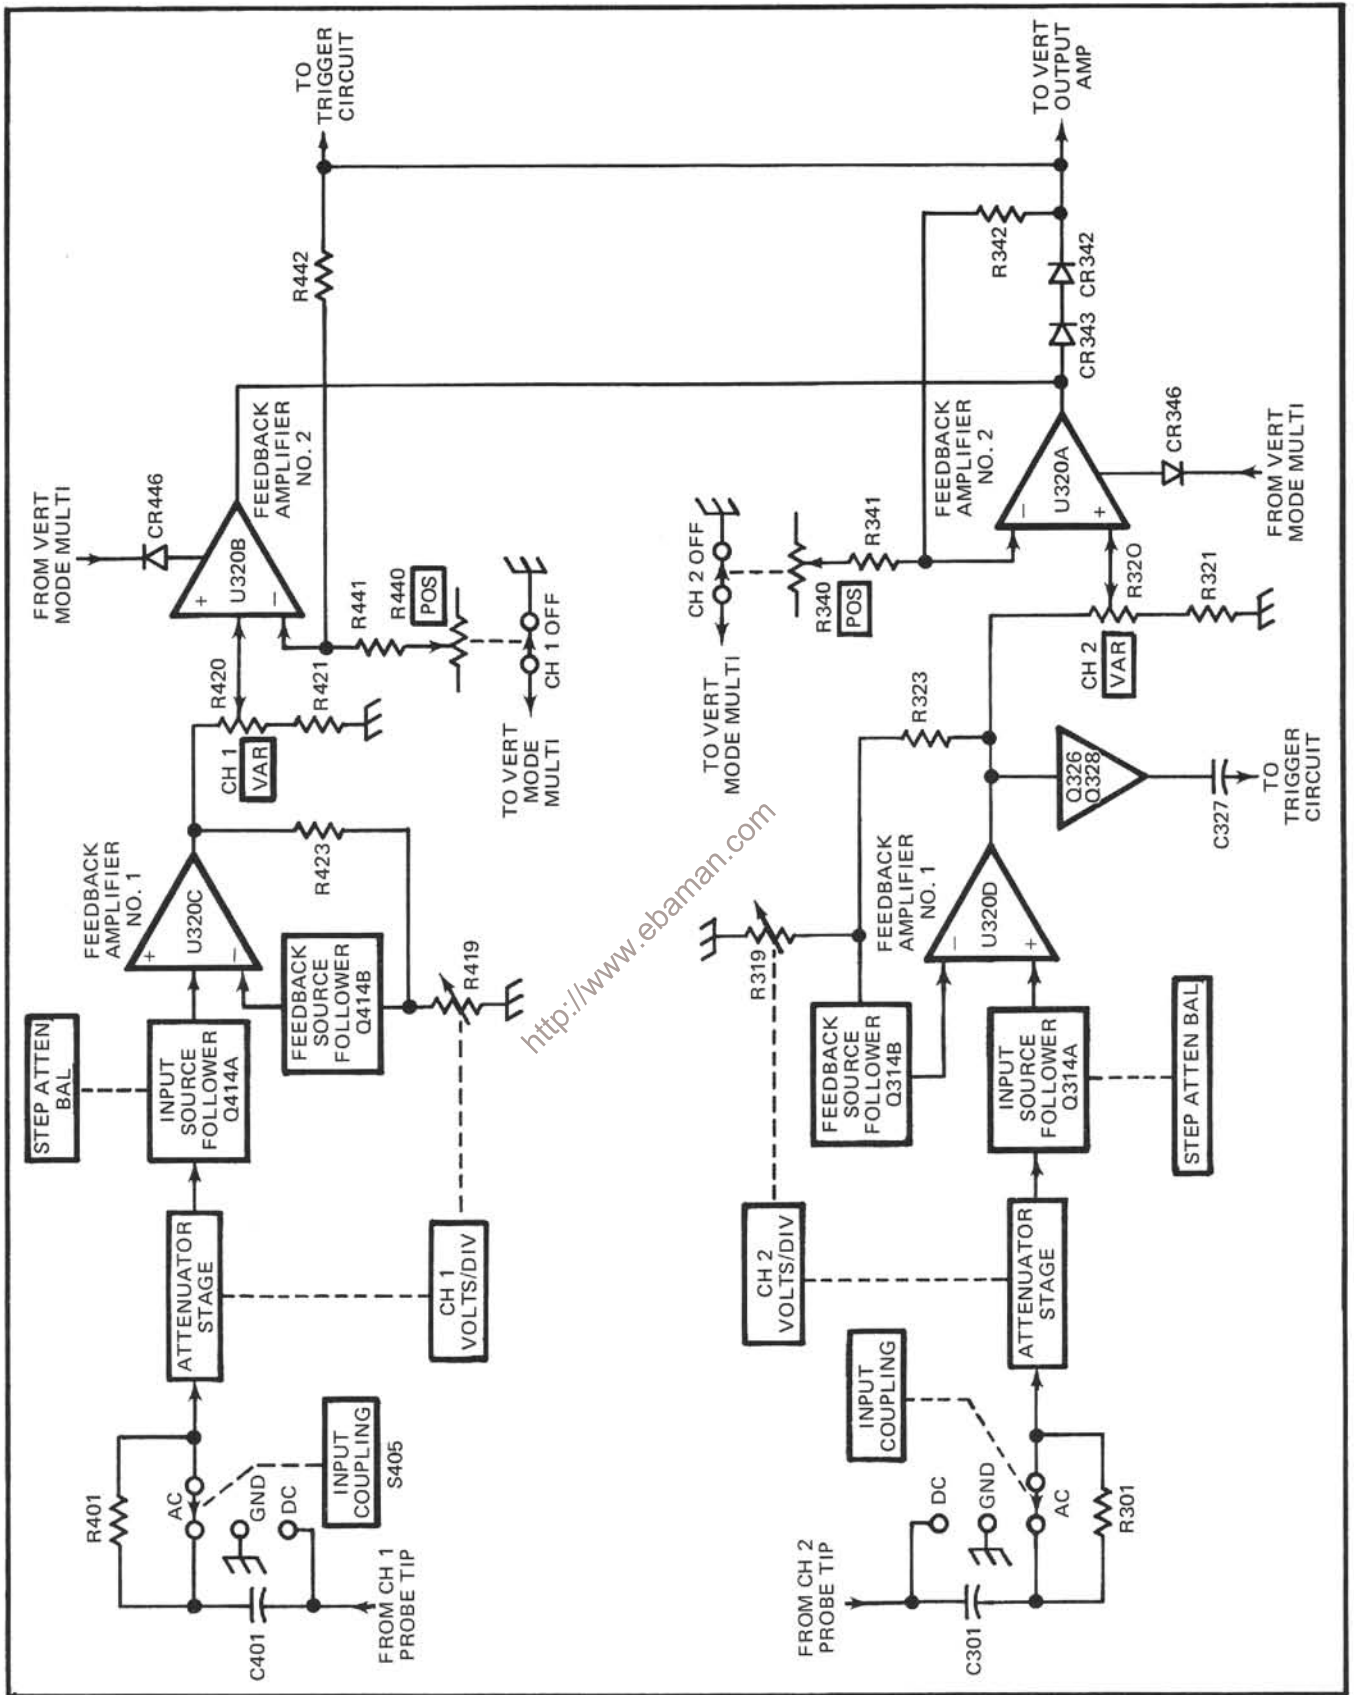 TO
TRIGGER
CIRCUIT
TO VERT
OUTPUT
AMP
R442
R342
CR342
CR343
FROM VERT
MODE MULTI
CR446
FEEDBACK
AMPLIFIER
NO. 2
U320B
+
−
R441
R440
POS
CH 1 OFF
TO VERT
MODE
MULTI
R420
R421
CH 1
VAR
FEEDBACK
AMPLIFIER
NO. 1
U320C
+
−
R423
FEEDBACK
SOURCE
FOLLOWER
Q414B
R419
STEP ATTEN
BAL
INPUT
SOURCE
FOLLOWER
Q414A
ATTENUATOR
STAGE
CH 1
VOLTS/DIV
R401
AC
GND
DC
INPUT
COUPLING
S405
C401
FROM CH 1
PROBE TIP
CH 2 OFF
TO VERT
MODE MULTI
R340
POS
R341
FEEDBACK
AMPLIFIER
NO. 2
U320A
−
+
CR346
FROM VERT
MODE MULTI
R320
R321
CH 2
VAR
R323
Q326
Q328
C327
TO
TRIGGER
CIRCUIT
FEEDBACK
AMPLIFIER
NO. 1
U320D
−
+
R319
FEEDBACK
SOURCE
FOLLOWER
Q314B
INPUT
SOURCE
FOLLOWER
Q314A
STEP ATTEN BAL
CH 2
VOLTS/DIV
ATTENUATOR
STAGE
INPUT
COUPLING
DC
GND
AC
R301
C301
FROM CH 2
PROBE TIP
http://www.ebaman.com